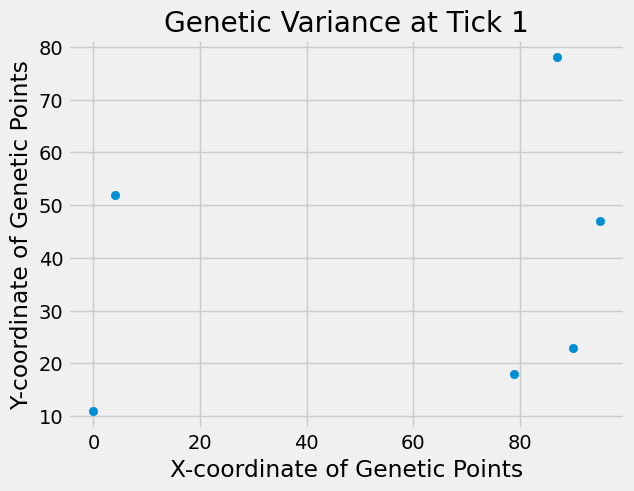 Genetic Variance at Tick 1
80
70
60
50
40
30
20
10
Y-coordinate of Genetic Points
0 20 40 60 80
X-coordinate of Genetic Points